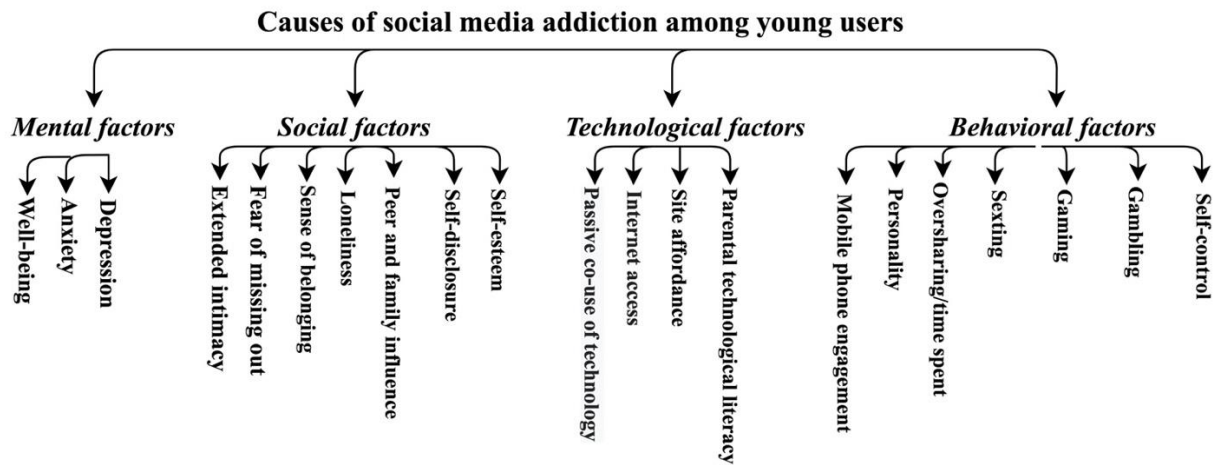 Causes of social media addiction among young users
Mental factors
Social factors
Technological factors
Behavioral factors
Well-being
Anxiety
Depression
Extended intimacy
Fear of missing out
Sense of belonging
Loneliness
Peer and family influence
Self-disclosure
Self-esteem
Passive co-use of technology
Internet access
Site affordance
Parental technological literacy
Mobile phone engagement
Personality
Oversharing/time spent
Sexting
Gaming
Gambling
Self-control